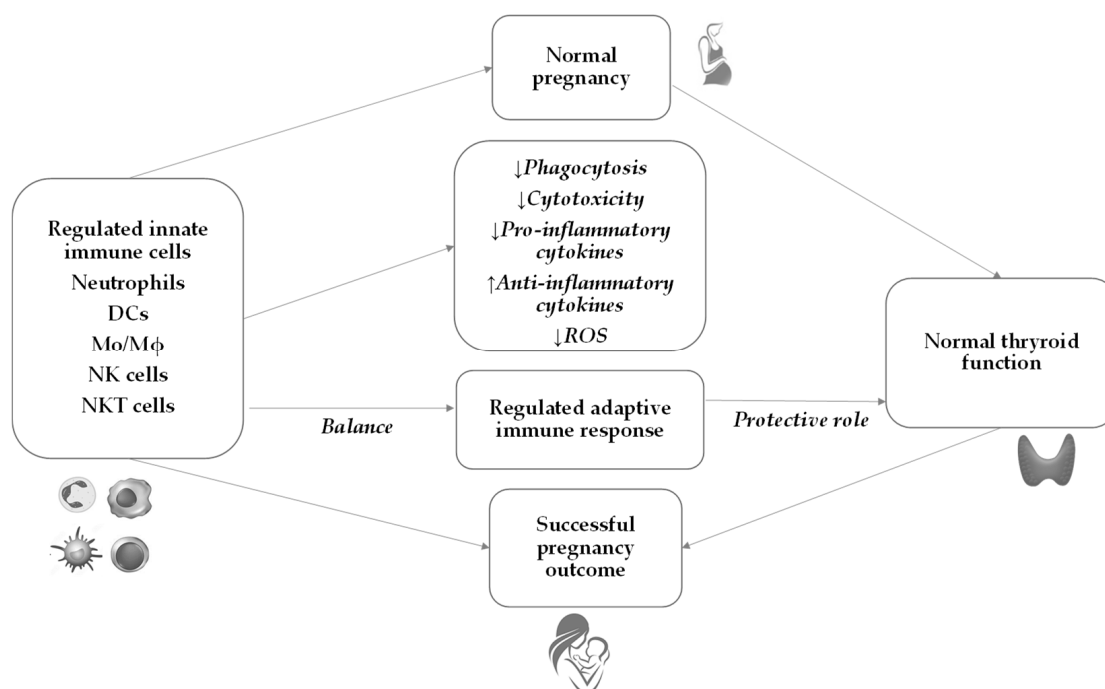 Normal
pregnancy
↓Phagocytosis
↓Cytotoxicity
↓Pro-inflammatory
cytokines
↑Anti-inflammatory
cytokines
↓ROS
Regulated innate
immune cells
Neutrophils
DCs
Mo/Mϕ
NK cells
NKT cells
Balance
Regulated adaptive
immune response
Protective role
Normal thryroid
function
Successful
pregnancy
outcome